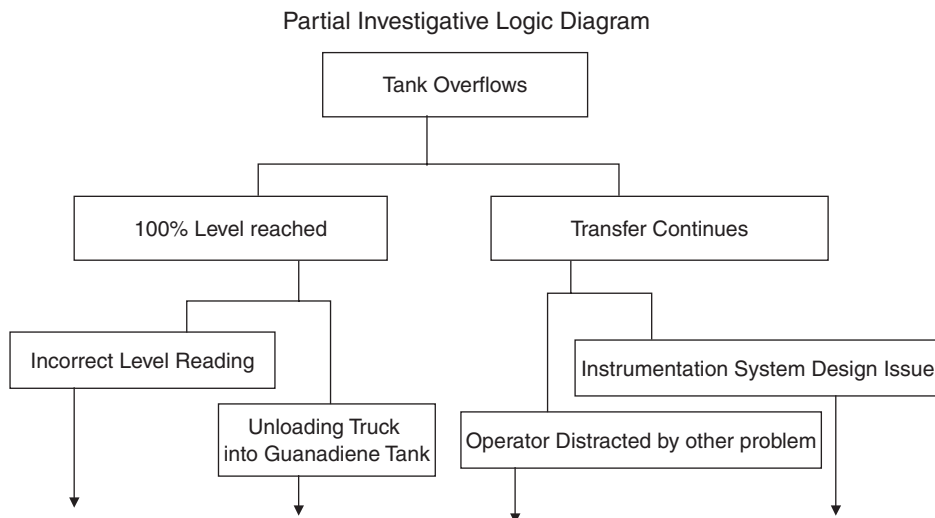 Partial Investigative Logic Diagram
Tank Overflows
100% Level reached
Transfer Continues
Incorrect Level Reading
Instrumentation System Design Issue
Unloading Truck
into Guanadiene Tank
Operator Distracted by other problem